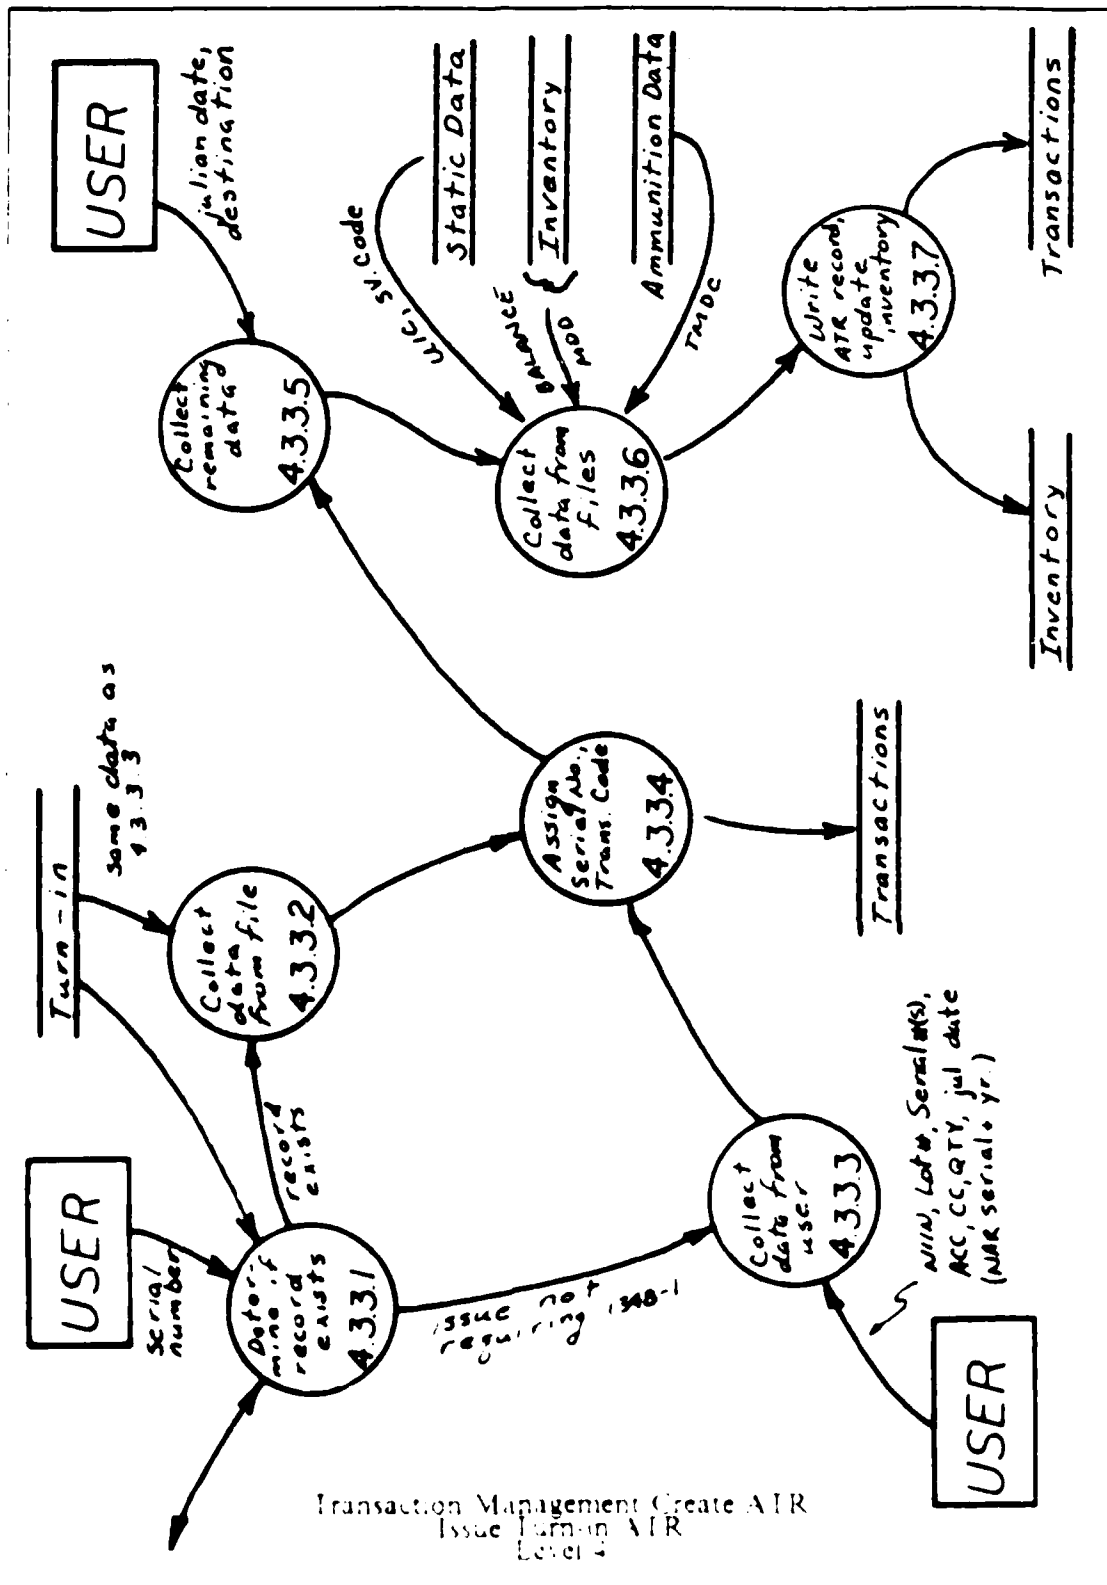 USER
Serial
number
Deter-
mine if
record
exists
4.3.3.1
Turn-in
same data as
4.3.3.3
record
exists
Collect
data
from file
4.3.3.2
issue not
requiring 1348-1
USER
NIIN, Lot #, Serial #(s),
ACC, CC, QTY, jul date
(NAR serial + yr.)
Collect
data from
user
4.3.3.3
Assign
Serial No.,
Trans. Code
4.3.3.4
Transactions
USER
julian date,
destination
Collect
remaining
data
4.3.3.5
UIC, SV. CODE
Static Data
BALANCE
MDD
Inventory
Ammunition Data
TMDC
Collect
data from
files
4.3.3.6
Write
ATR record,
update
inventory
4.3.3.7
Inventory
Transactions
Transaction Management Create ATR
Issue Turn-in ATR
Level 4